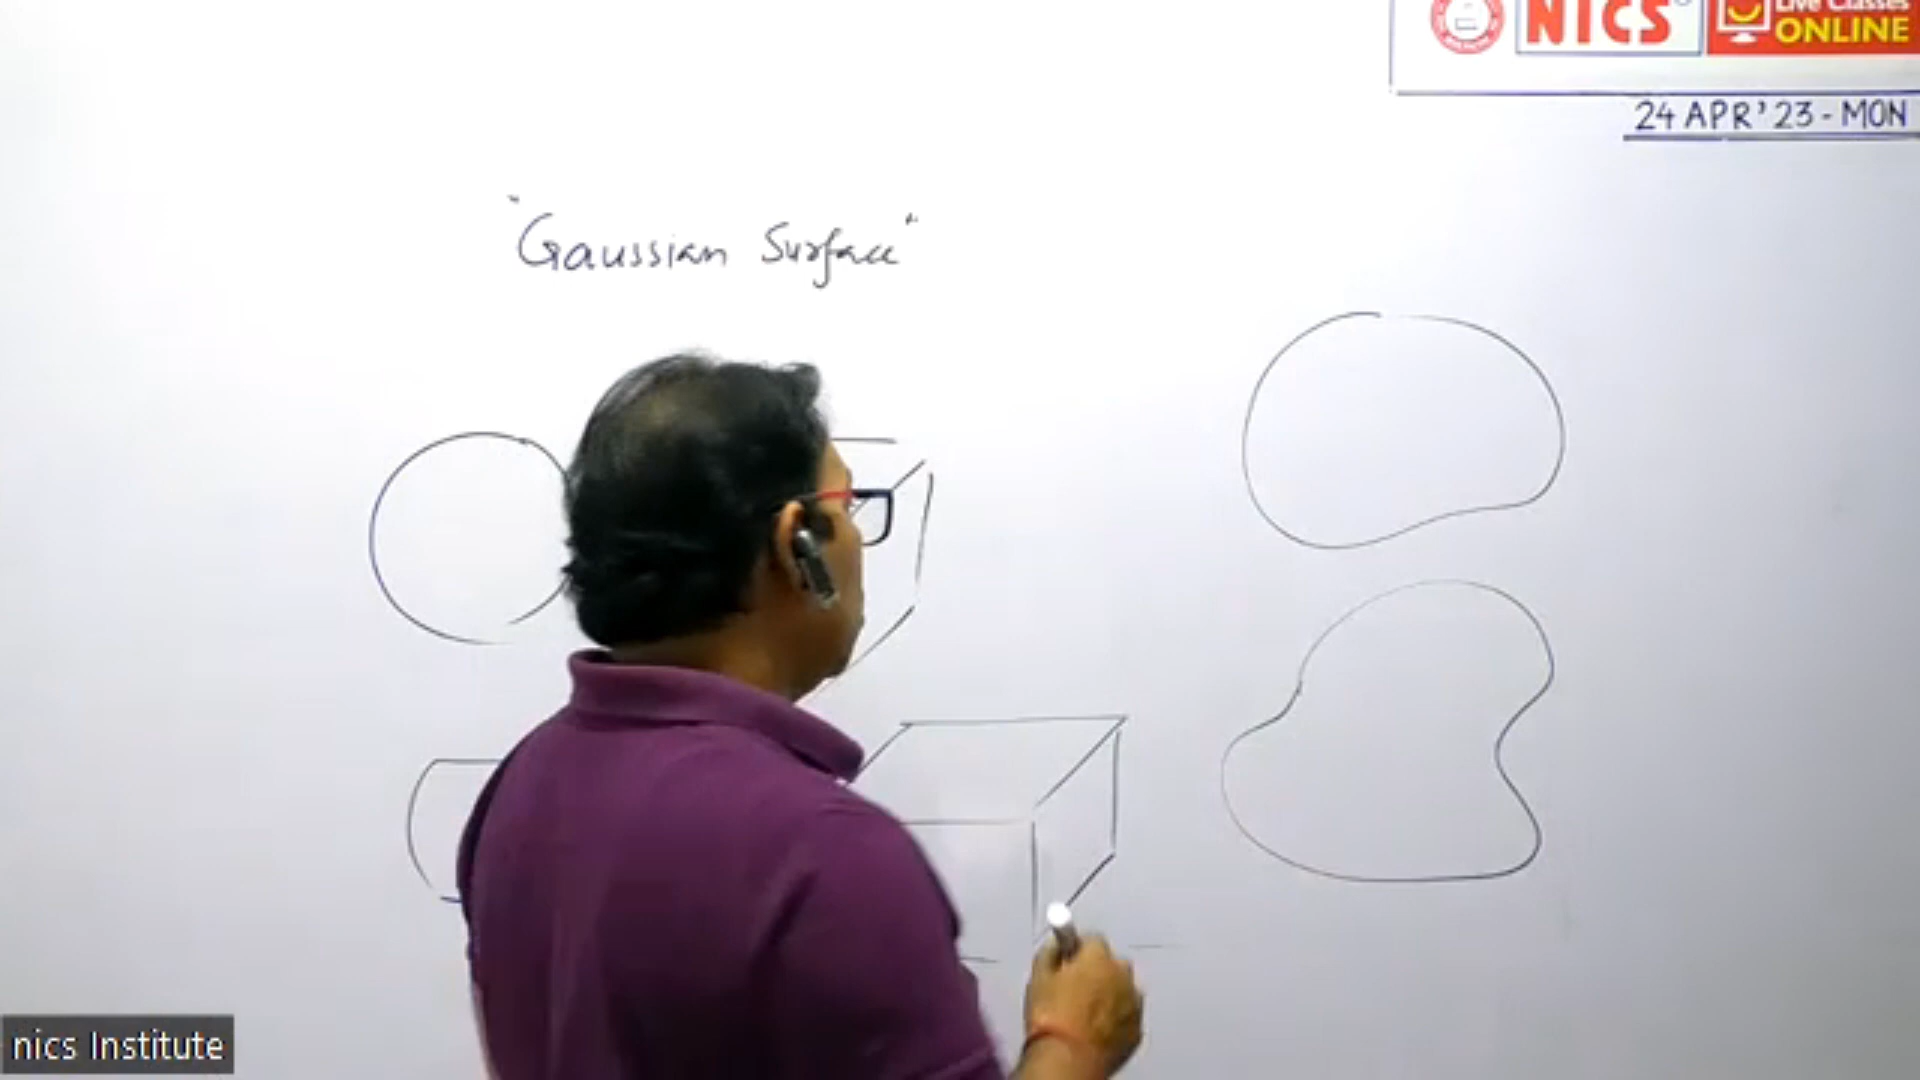 NICS
Live Classes
ONLINE
24 APR'23-MON
"Gaussian Surface"
nics Institute